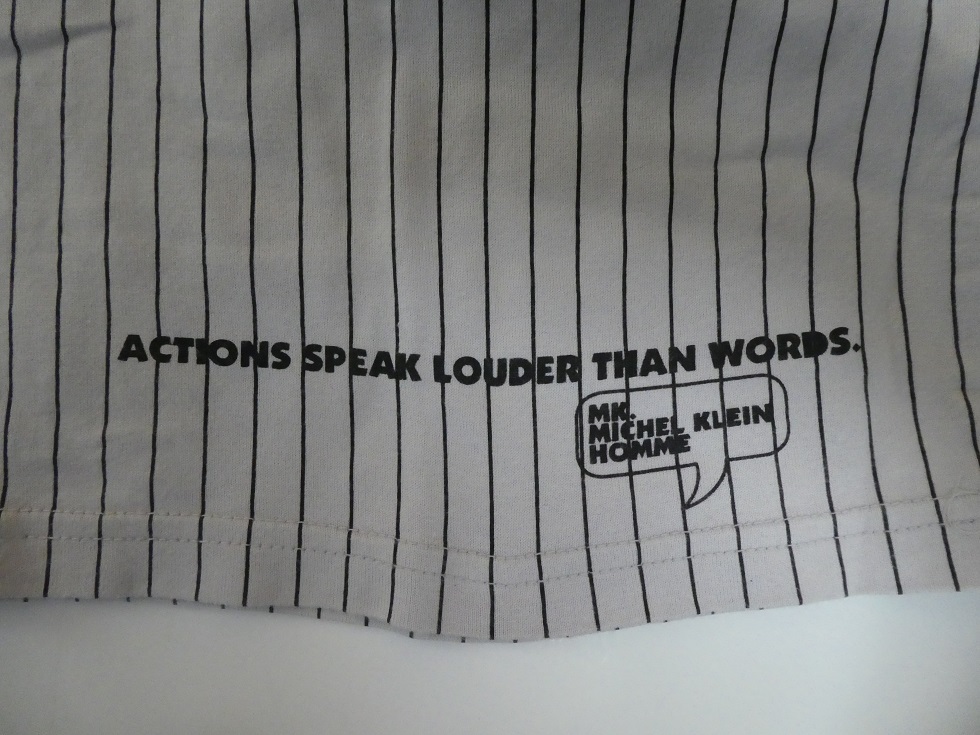 ACTIONS SPEAK LOUDER THAN WORDS.
MK.
MICHEL KLEIN
HOMME